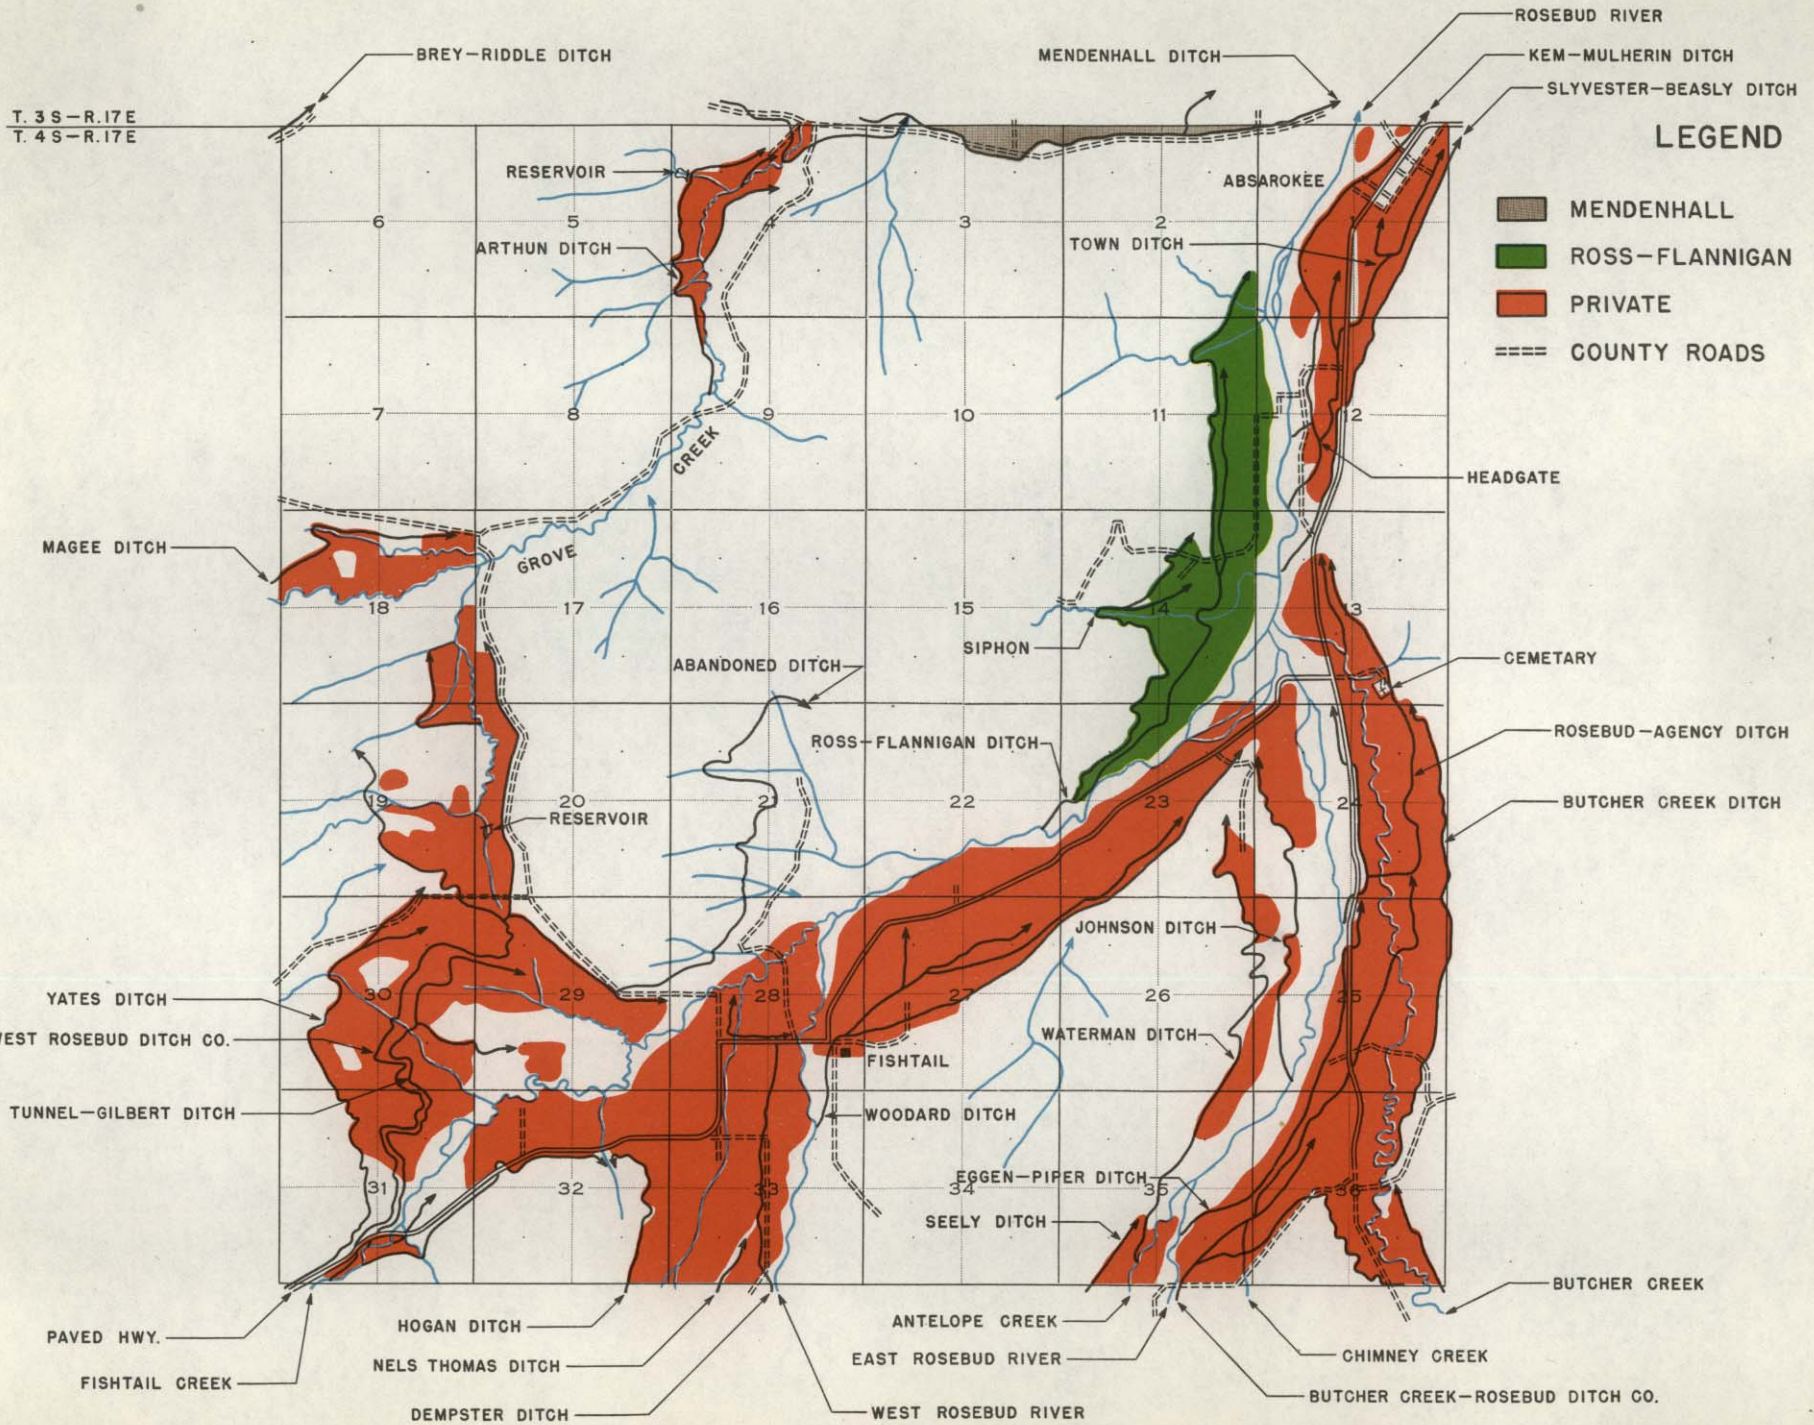 ROSEBUD RIVER
BREY-RIDDLE DITCH
MENDENHALL DITCH
KEM-MULHERIN DITCH
SLYVESTER-BEASLY DITCH
T. 3 S-R.17E
T. 4 S-R.17E
LEGEND
MENDENHALL
ROSS-FLANNIGAN
PRIVATE
COUNTY ROADS
RESERVOIR
ABSAROKEE
6
5
4
3
2
1
ARTHUN DITCH
TOWN DITCH
7
8
9
10
11
12
CREEK
HEADGATE
MAGEE DITCH
GROVE
18
17
16
15
14
13
SIPHON
ABANDONED DITCH
CEMETARY
ROSS-FLANNIGAN DITCH
ROSEBUD-AGENCY DITCH
19
20
21
22
23
24
BUTCHER CREEK DITCH
RESERVOIR
JOHNSON DITCH
YATES DITCH
30
29
28
27
26
25
WEST ROSEBUD DITCH CO.
WATERMAN DITCH
FISHTAIL
TUNNEL-GILBERT DITCH
WOODARD DITCH
EGGEN-PIPER DITCH
31
32
33
34
35
36
SEELY DITCH
BUTCHER CREEK
PAVED HWY.
HOGAN DITCH
ANTELOPE CREEK
NELS THOMAS DITCH
EAST ROSEBUD RIVER
CHIMNEY CREEK
FISHTAIL CREEK
BUTCHER CREEK-ROSEBUD DITCH CO.
DEMPSTER DITCH
WEST ROSEBUD RIVER